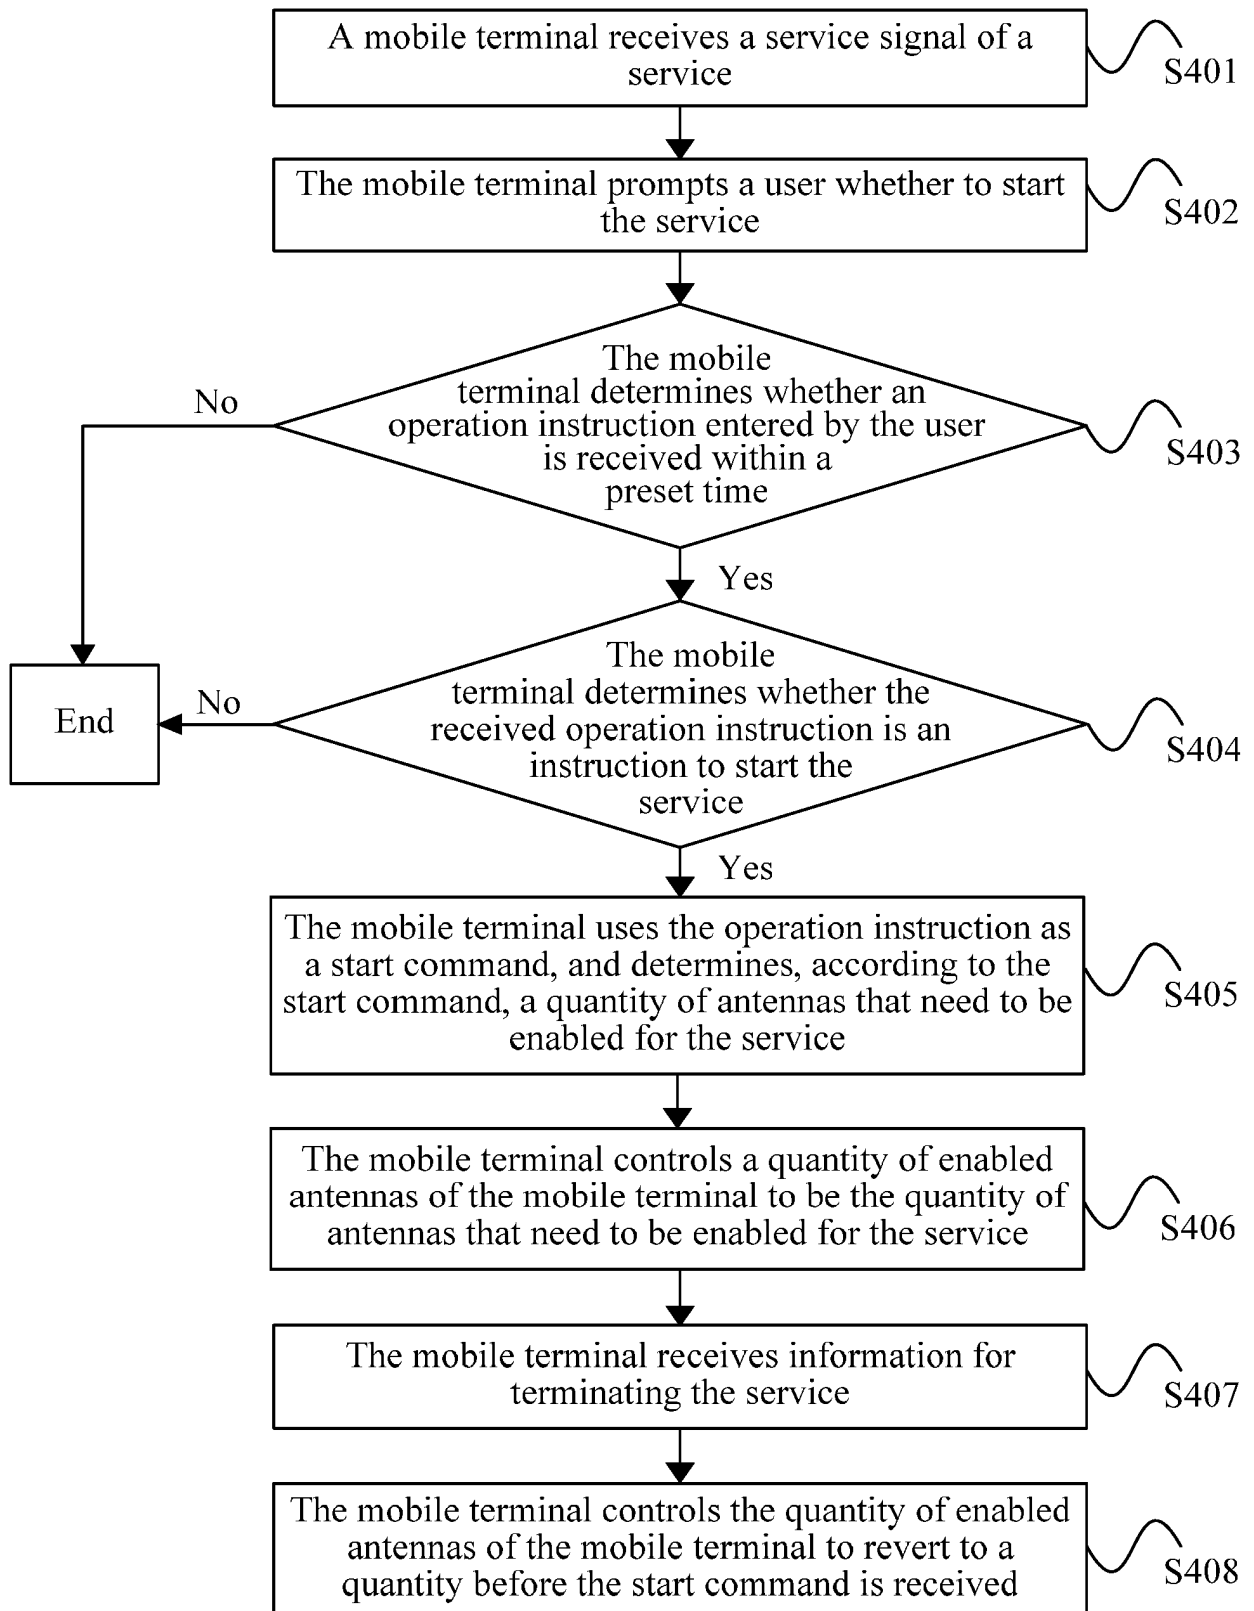 A mobile terminal receives a service signal of a
service
S401
The mobile terminal prompts a user whether to start
the service
S402
The mobile
terminal determines whether an
operation instruction entered by the user
is received within a
preset time
S403
No
Yes
The mobile
terminal determines whether the
received operation instruction is an
instruction to start the
service
S404
No
End
Yes
The mobile terminal uses the operation instruction as
a start command, and determines, according to the
start command, a quantity of antennas that need to be
enabled for the service
S405
The mobile terminal controls a quantity of enabled
antennas of the mobile terminal to be the quantity of
antennas that need to be enabled for the service
S406
The mobile terminal receives information for
terminating the service
S407
The mobile terminal controls the quantity of enabled
antennas of the mobile terminal to revert to a
quantity before the start command is received
S408